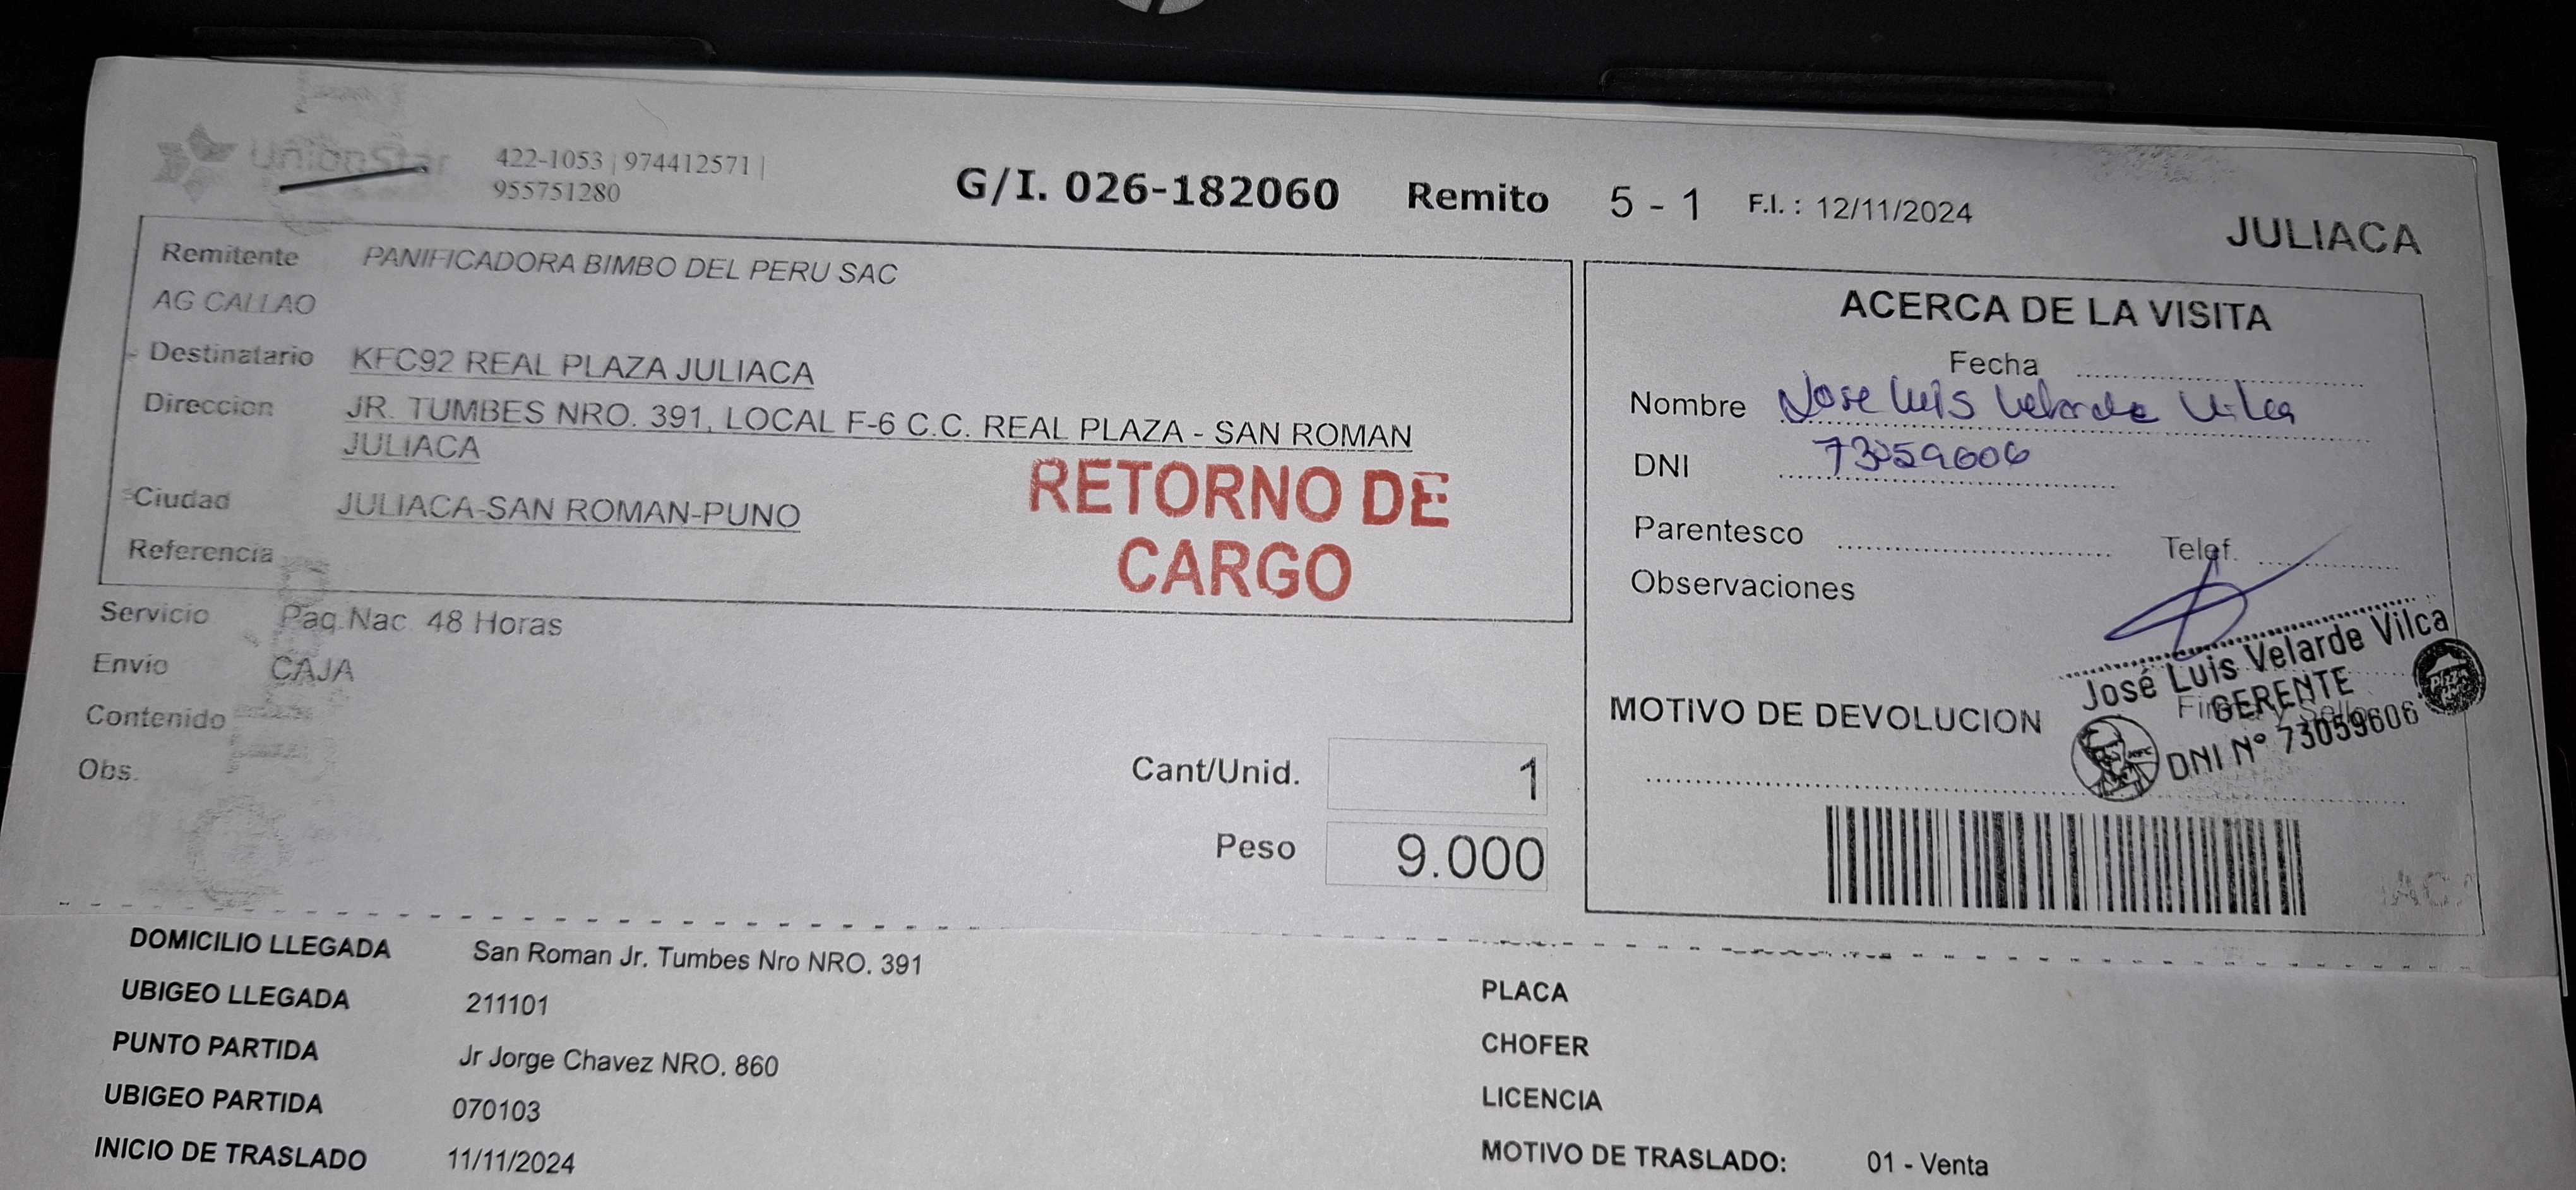 UnionStar
422-1053 | 974412571 |
955751280
G/I. 026-182060 Remito 5 - 1 F.I. : 12/11/2024
JULIACA
Remitente PANIFICADORA BIMBO DEL PERU SAC
AG CALLAO
Destinatario KFC92 REAL PLAZA JULIACA
Direccion JR. TUMBES NRO. 391, LOCAL F-6 C.C. REAL PLAZA - SAN ROMAN
JULIACA
Ciudad JULIACA-SAN ROMAN-PUNO
Referencia
RETORNO DE
CARGO
Servicio Paq.Nac. 48 Horas
Envio CAJA
Contenido
Obs.
Cant/Unid. 1
Peso 9.000
ACERCA DE LA VISITA
Fecha
Nombre Jose Luis Velarde Vilca
DNI 73059606
Parentesco Telef.
Observaciones
José Luis Velarde Vilca
GERENTE
DNI N° 73059606
MOTIVO DE DEVOLUCION
DOMICILIO LLEGADA San Roman Jr. Tumbes Nro NRO. 391
UBIGEO LLEGADA 211101
PUNTO PARTIDA Jr Jorge Chavez NRO. 860
UBIGEO PARTIDA 070103
INICIO DE TRASLADO 11/11/2024
PLACA
CHOFER
LICENCIA
MOTIVO DE TRASLADO: 01 - Venta